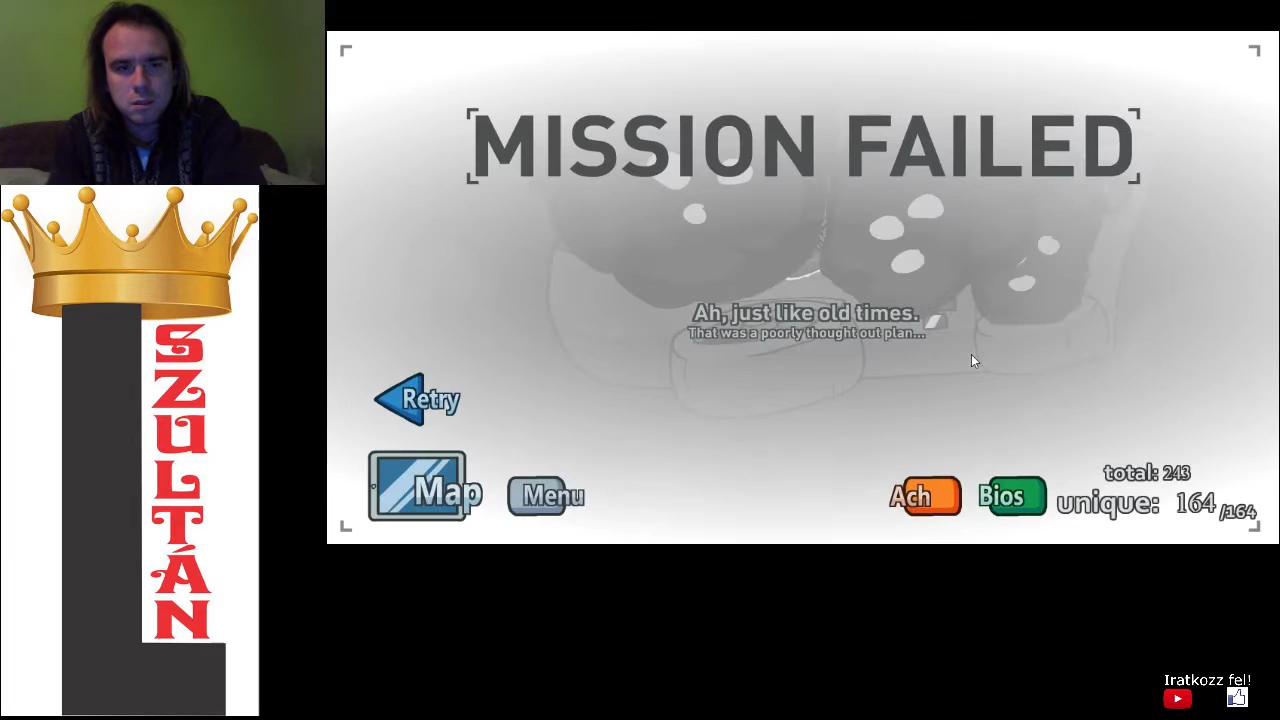 MISSION FAILED
Ah, just like old times.
That was a poorly thought out plan...
Retry
Map
Menu
Ach
Bios
total: 243
unique: 164 /164
L
SZULTÁN
Iratkozz fel!